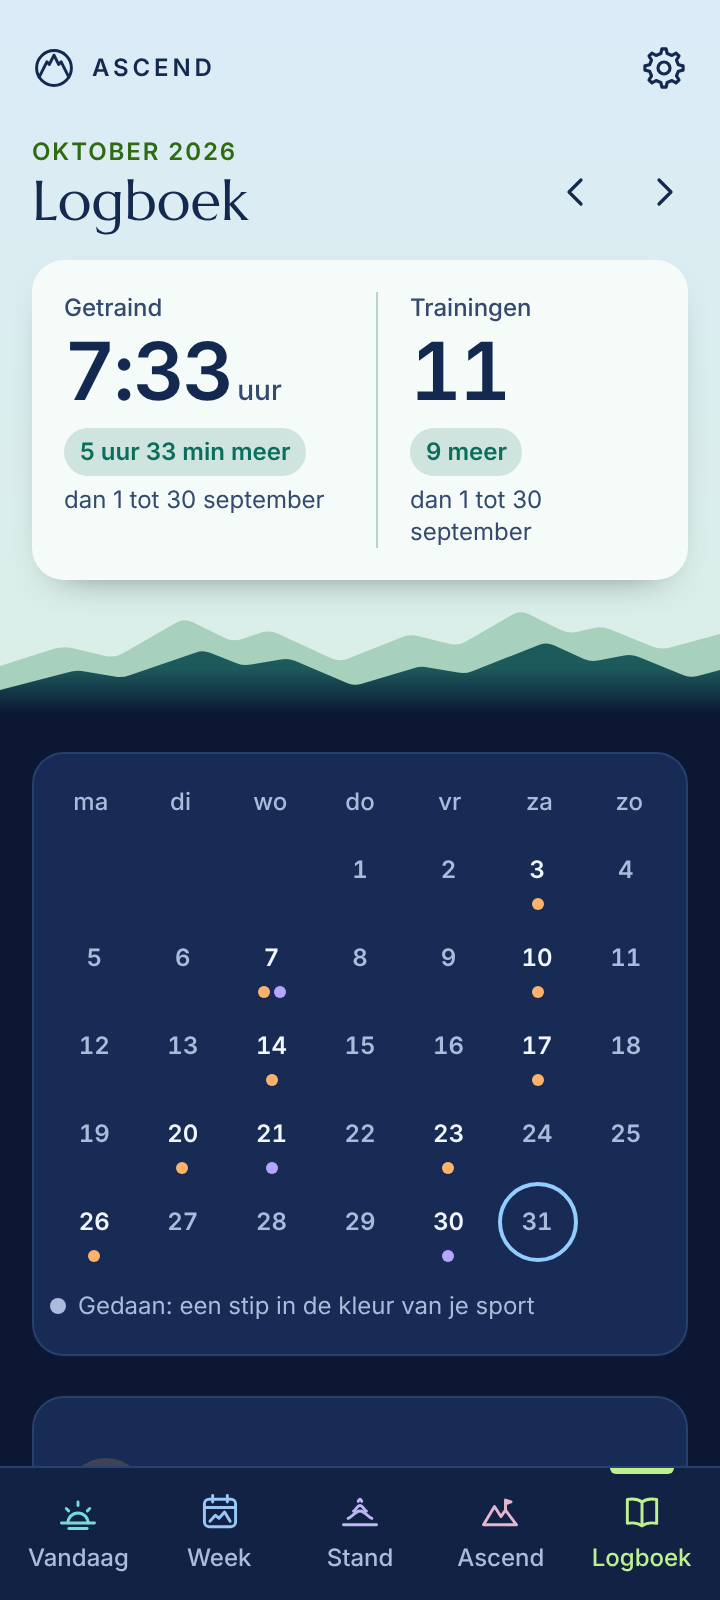 ASCEND
OKTOBER 2026
Logboek
Getraind
7:33 uur
5 uur 33 min meer
dan 1 tot 30 september
Trainingen
11
9 meer
dan 1 tot 30
september
ma di wo do vr za zo
1 2 3 4
5 6 7 8 9 10 11
12 13 14 15 16 17 18
19 20 21 22 23 24 25
26 27 28 29 30 31
Gedaan: een stip in de kleur van je sport
Vandaag Week Stand Ascend Logboek